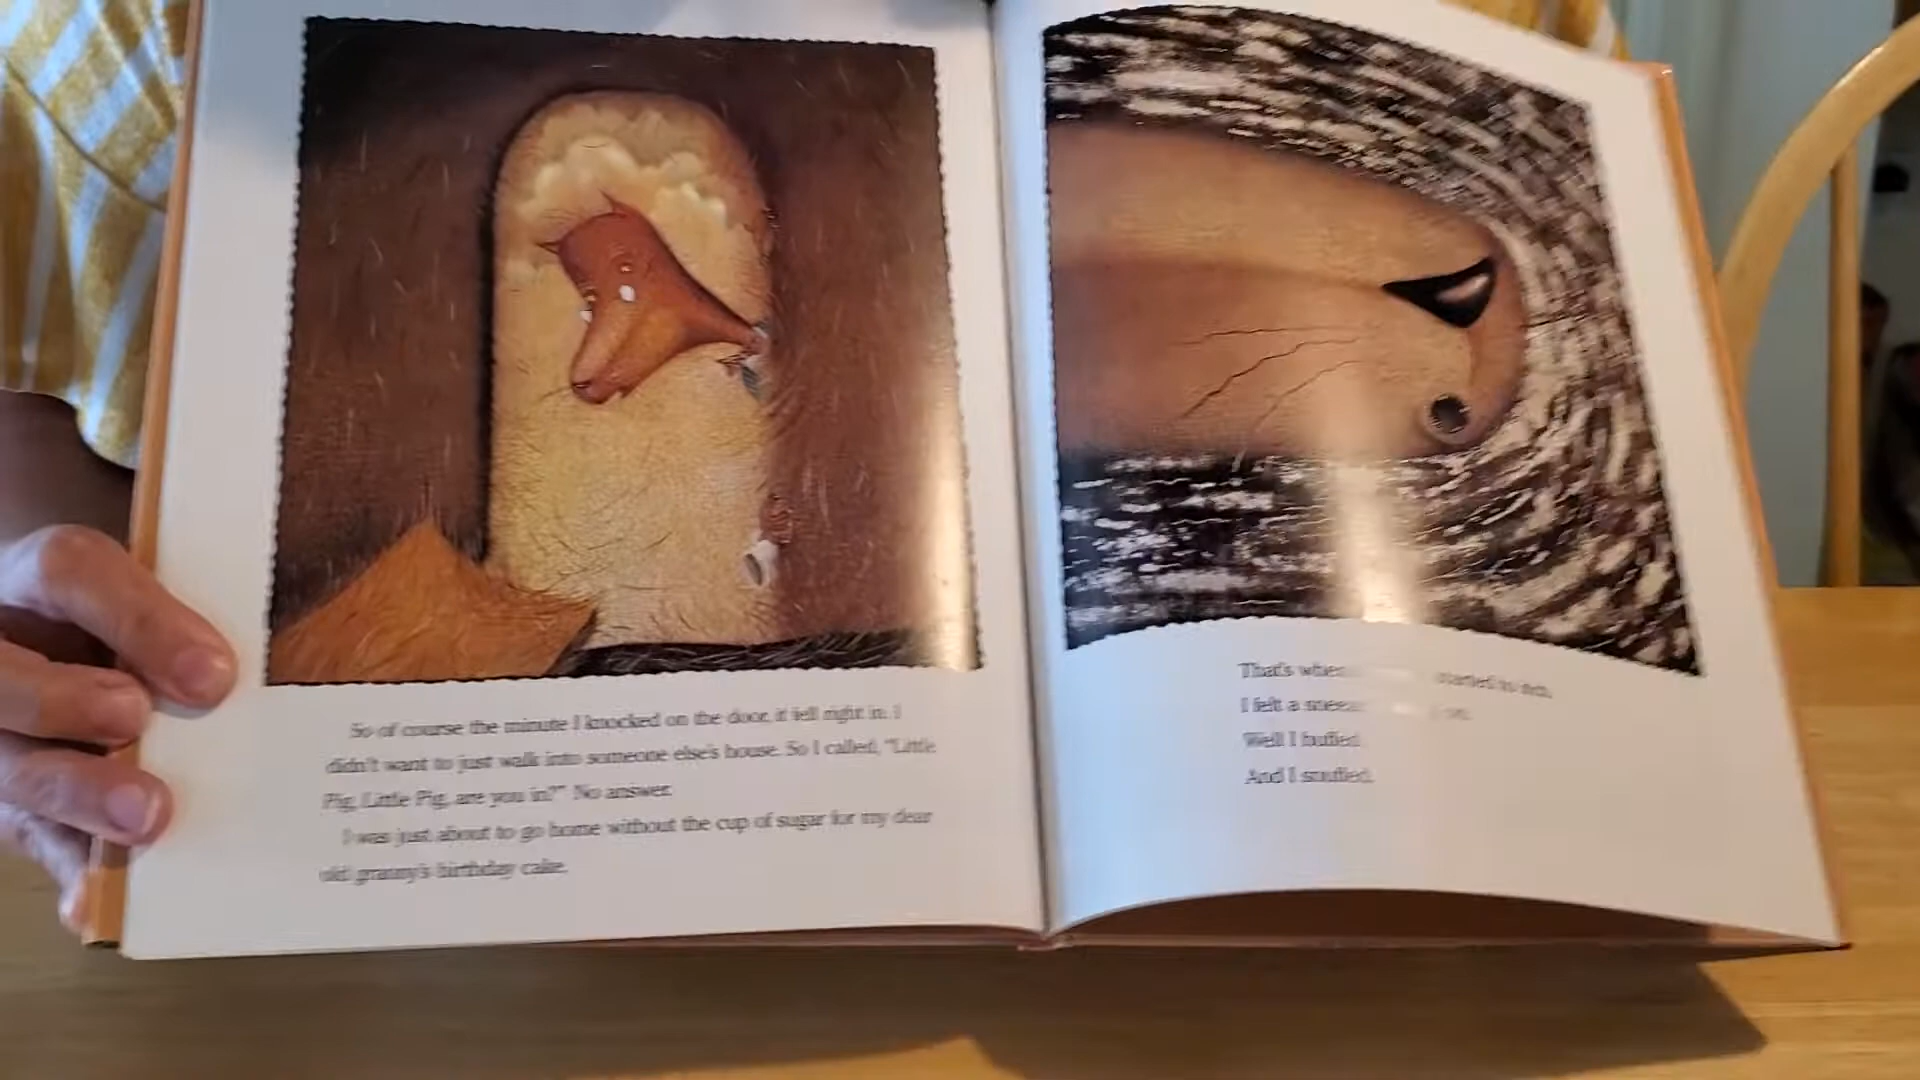 So of course the minute I knocked on the door, it fell right in. I
didn't want to just walk into someone else's house. So I called, "Little
Pig, Little Pig, are you in?" No answer.
I was just about to go home without the cup of sugar for my dear
old granny's birthday cake.
That's when started to itch.
I felt a sneeze on.
Well I huffed.
And I snuffed.